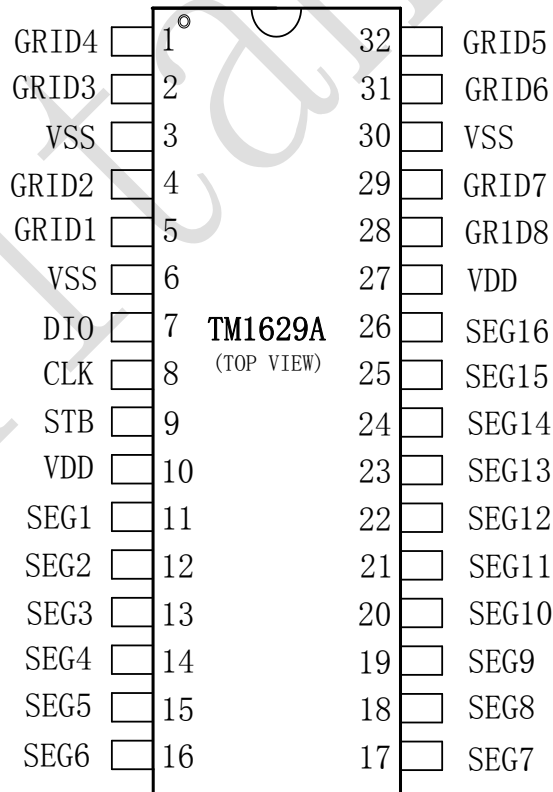 GRID4 1 32 GRID5
GRID3 2 31 GRID6
VSS 3 30 VSS
GRID2 4 29 GRID7
GRID1 5 28 GR1D8
VSS 6 27 VDD
DIO 7 TM1629A 26 SEG16
CLK 8 (TOP VIEW) 25 SEG15
STB 9 24 SEG14
VDD 10 23 SEG13
SEG1 11 22 SEG12
SEG2 12 21 SEG11
SEG3 13 20 SEG10
SEG4 14 19 SEG9
SEG5 15 18 SEG8
SEG6 16 17 SEG7